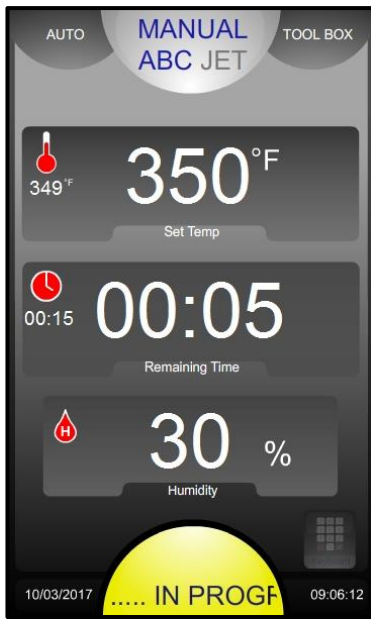 AUTO
MANUAL
TOOL BOX
ABC JET
349°F
350°F
Set Temp
00:15
00:05
Remaining Time
H
30 %
Humidity
10/03/2017
..... IN PROGR
09:06:12